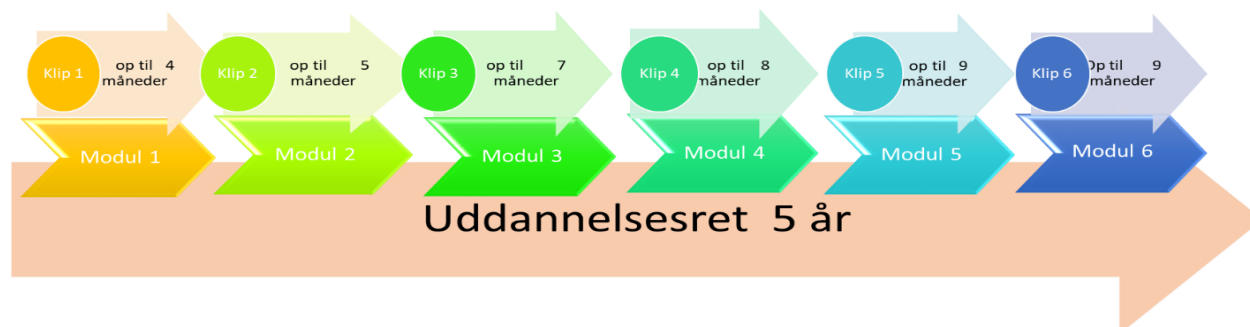 Klip 1
op til 4
måneder
Klip 2
op til 5
måneder
Klip 3
op til 7
måneder
Klip 4
op til 8
måneder
Klip 5
op til 9
måneder
Klip 6
Op til 9
måneder
Modul 1
Modul 2
Modul 3
Modul 4
Modul 5
Modul 6
Uddannelsesret 5 år